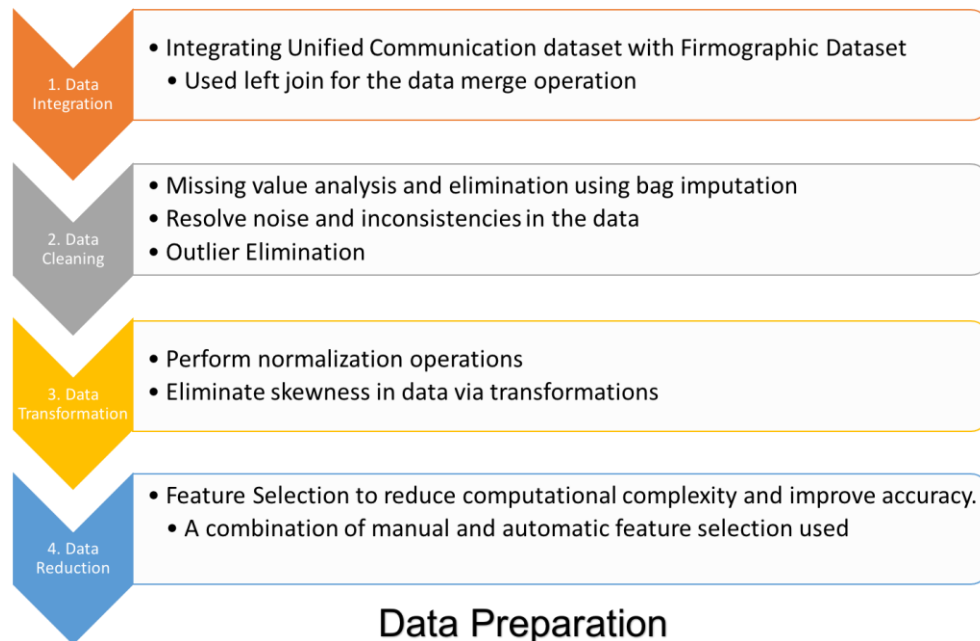 1. Data
Integration
• Integrating Unified Communication dataset with Firmographic Dataset
• Used left join for the data merge operation
2. Data
Cleaning
• Missing value analysis and elimination using bag imputation
• Resolve noise and inconsistencies in the data
• Outlier Elimination
3. Data
Transformation
• Perform normalization operations
• Eliminate skewness in data via transformations
4. Data
Reduction
• Feature Selection to reduce computational complexity and improve accuracy.
• A combination of manual and automatic feature selection used
Data Preparation